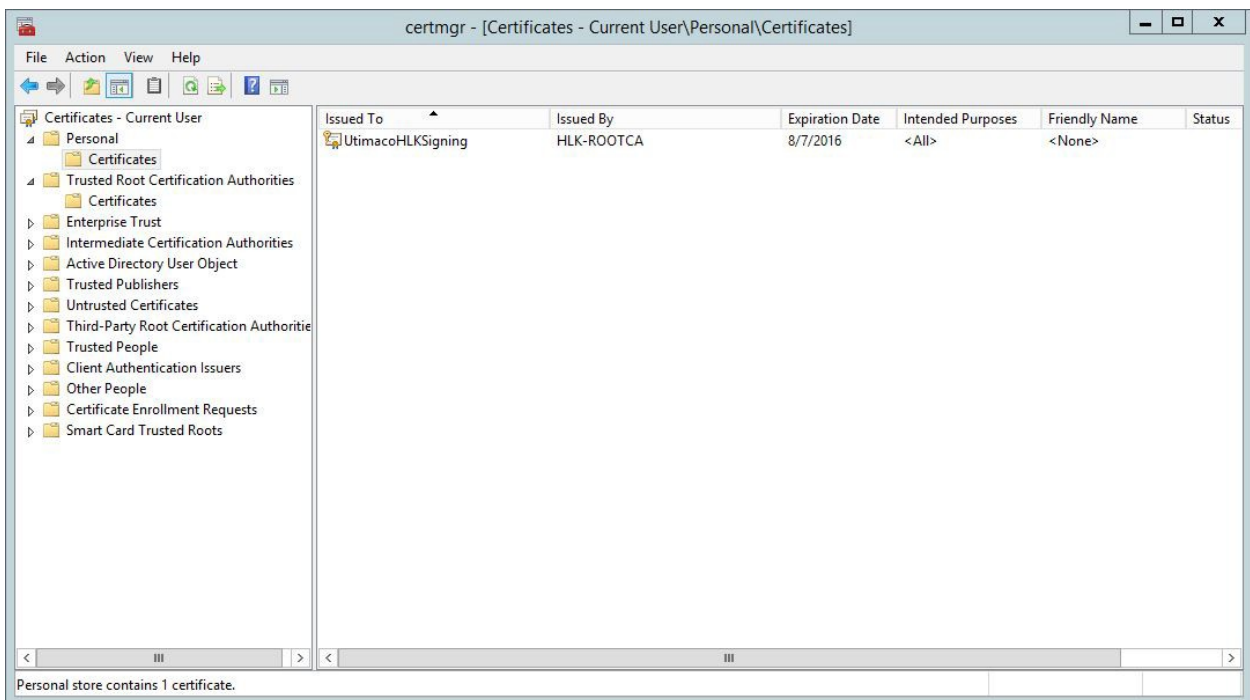 certmgr - [Certificates - Current User\Personal\Certificates]
File Action View Help
Certificates - Current User
Personal
Certificates
Trusted Root Certification Authorities
Certificates
Enterprise Trust
Intermediate Certification Authorities
Active Directory User Object
Trusted Publishers
Untrusted Certificates
Third-Party Root Certification Authoritie
Trusted People
Client Authentication Issuers
Other People
Certificate Enrollment Requests
Smart Card Trusted Roots
Issued To Issued By Expiration Date Intended Purposes Friendly Name Status
UtimacoHLKSigning HLK-ROOTCA 8/7/2016 <All> <None>
Personal store contains 1 certificate.